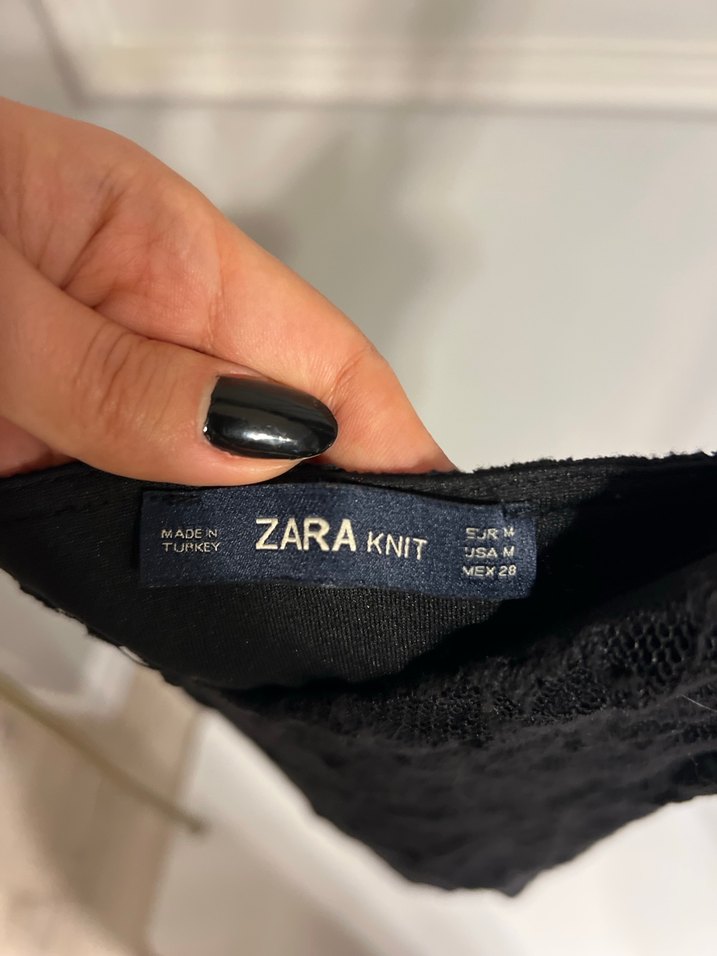 MADE IN
TURKEY
ZARA KNIT
EUR M
USA M
MEX 28